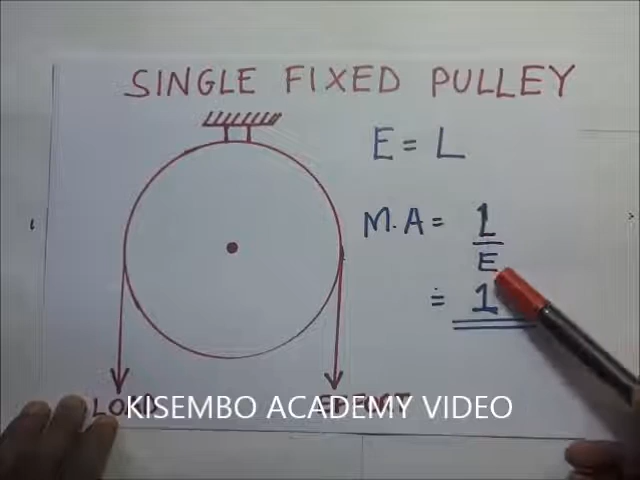 SINGLE FIXED PULLEY
E = L
M.A = L
E
= 1
KISEMBO ACADEMY VIDEO